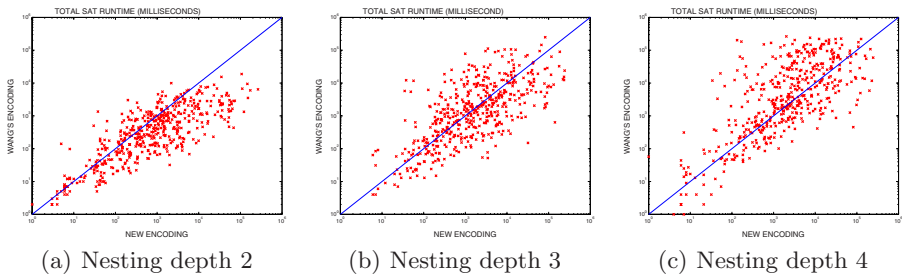 TOTAL SAT RUNTIME (MILLISECONDS)
WANG'S ENCODING
NEW ENCODING
(a) Nesting depth 2
TOTAL SAT RUNTIME (MILLISECOND)
WANG'S ENCODING
NEW ENCODING
(b) Nesting depth 3
TOTAL SAT RUNTIME (MILLISECONDS)
WANG'S ENCODING
NEW ENCODING
(c) Nesting depth 4